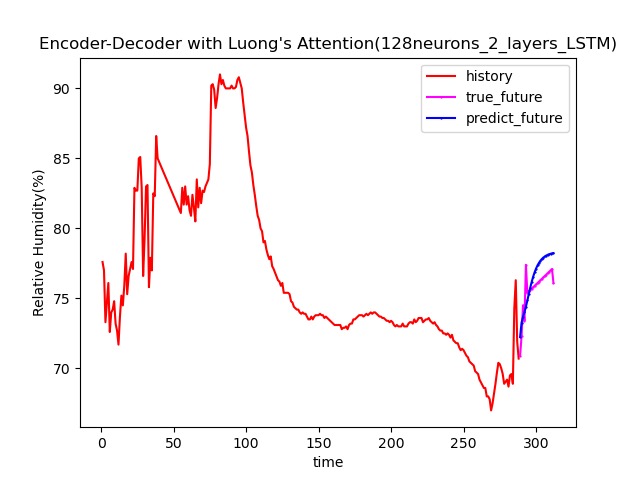 Encoder-Decoder with Luong's Attention(128neurons_2_layers_LSTM)
history
true_future
predict_future
Relative Humidity(%)
90
85
80
75
70
0 50 100 150 200 250 300
time